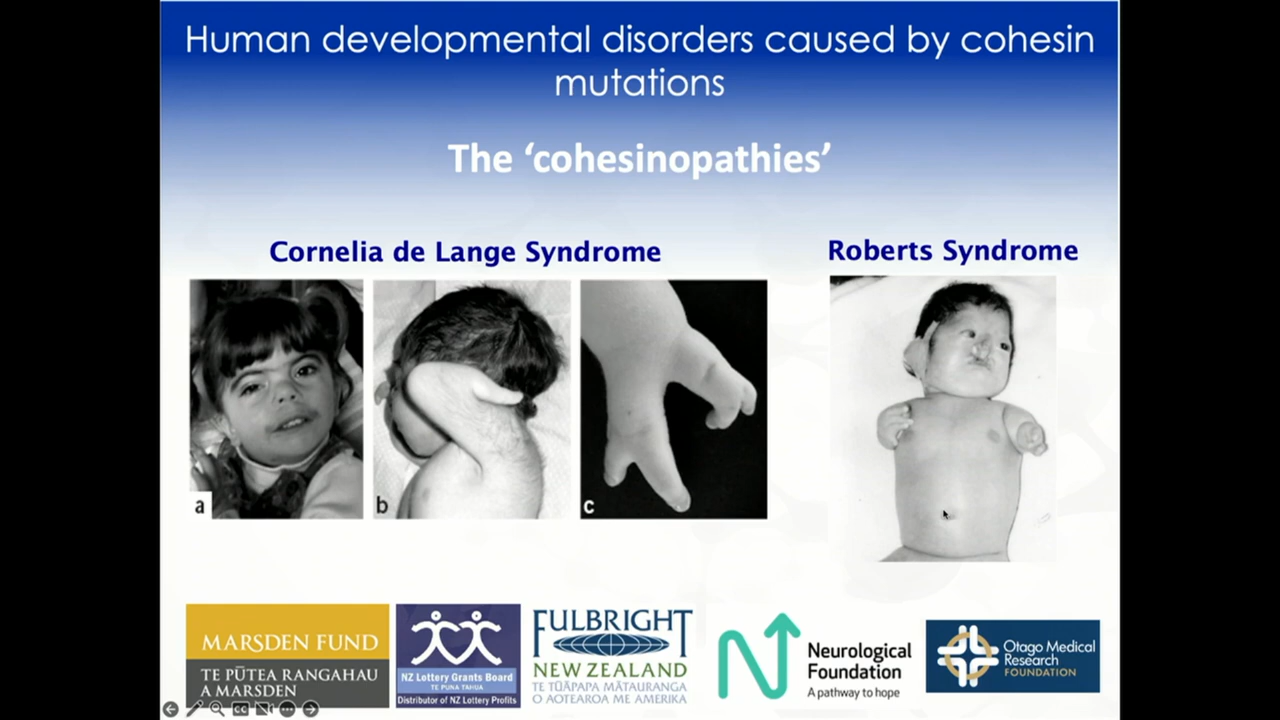 Human developmental disorders caused by cohesin
mutations
The ‘cohesinopathies’
Cornelia de Lange Syndrome
Roberts Syndrome
a
b
c
MARSDEN FUND
TE PŪTEA RANGAHAU
A MARSDEN
NZ Lottery Grants Board
TE PUNA TAHUA
Distributor of NZ Lottery Profits
FULBRIGHT
NEW ZEALAND
TE TŪĀPAPA MĀTAURANGA
O AOTEAROA ME AMERIKA
Neurological
Foundation
A pathway to hope
Otago Medical
Research
FOUNDATION
CC